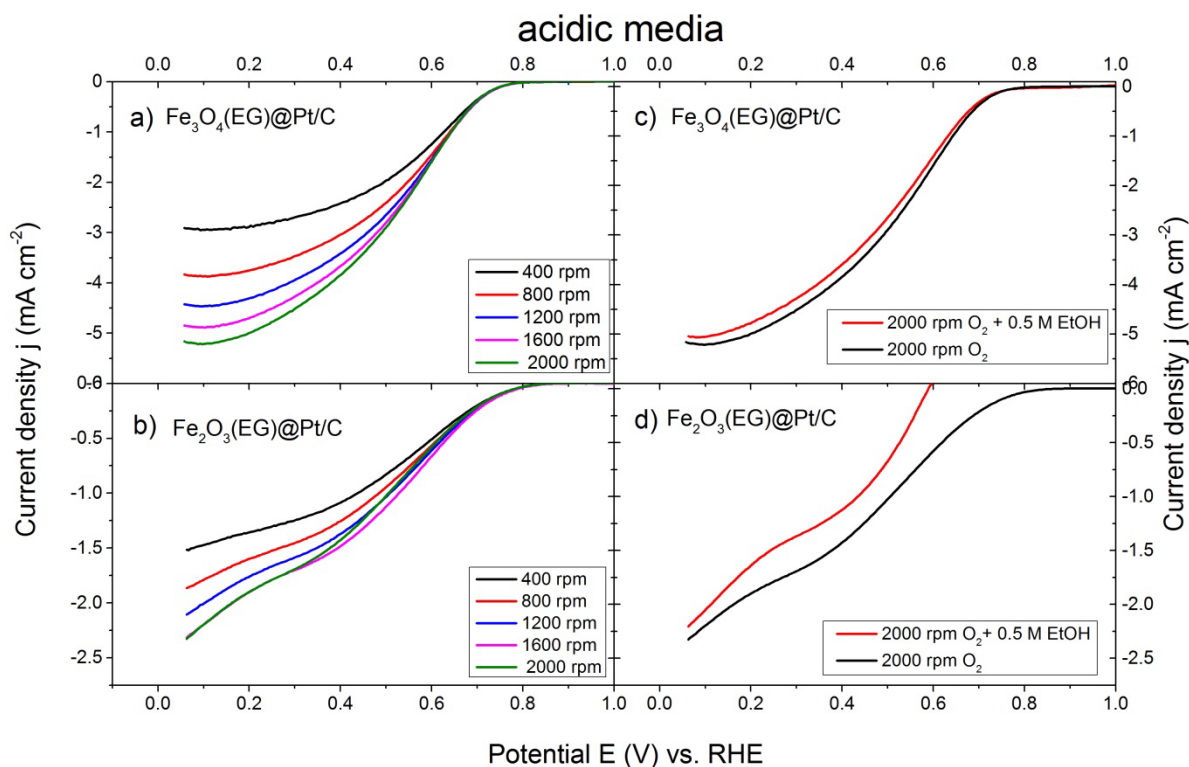 acidic media
0.0 0.2 0.4 0.6 0.8 1.0
0.0 0.2 0.4 0.6 0.8 1.0
a) Fe₃O₄(EG)@Pt/C
0
-1
-2
-3
-4
-5
400 rpm
800 rpm
1200 rpm
1600 rpm
2000 rpm
c) Fe₃O₄(EG)@Pt/C
0
-1
-2
-3
-4
-5
-6
2000 rpm O₂ + 0.5 M EtOH
2000 rpm O₂
b) Fe₂O₃(EG)@Pt/C
-0.5
-1.0
-1.5
-2.0
-2.5
400 rpm
800 rpm
1200 rpm
1600 rpm
2000 rpm
d) Fe₂O₃(EG)@Pt/C
0.0
-0.5
-1.0
-1.5
-2.0
-2.5
2000 rpm O₂+ 0.5 M EtOH
2000 rpm O₂
0.0 0.2 0.4 0.6 0.8 1.0
0.0 0.2 0.4 0.6 0.8 1.0
Current density j (mA cm⁻²)
Current density j (mA cm⁻²)
Potential E (V) vs. RHE